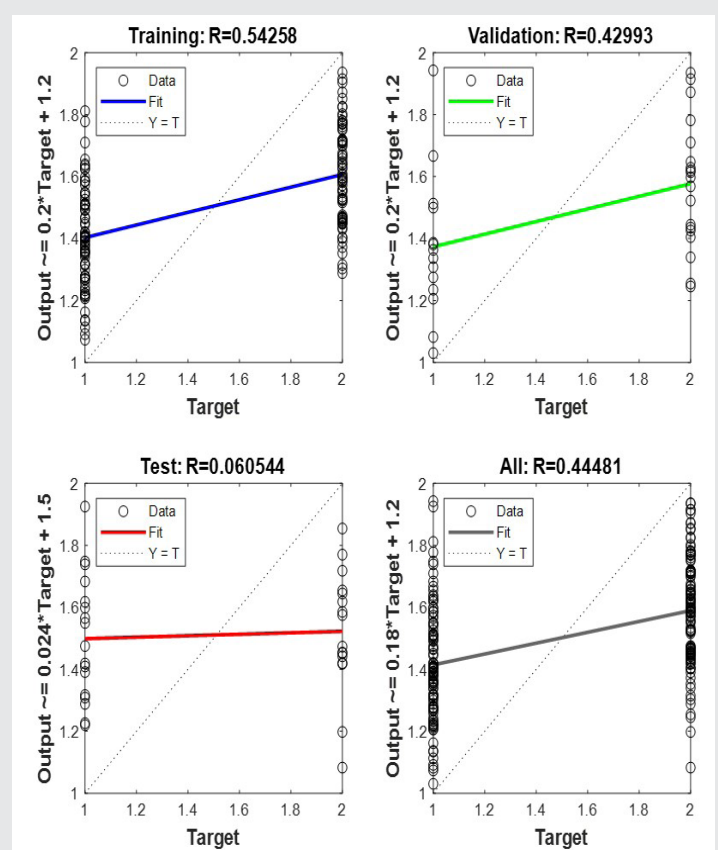 Training: R=0.54258
Output ~= 0.2*Target + 1.2
2
1.8
1.6
1.4
1.2
1
Data
Fit
Y = T
1 1.2 1.4 1.6 1.8 2
Target
Validation: R=0.42993
Output ~= 0.2*Target + 1.2
2
1.8
1.6
1.4
1.2
1
Data
Fit
Y = T
1 1.2 1.4 1.6 1.8 2
Target
Test: R=0.060544
Output ~= 0.024*Target + 1.5
2
1.8
1.6
1.4
1.2
1
Data
Fit
Y = T
1 1.2 1.4 1.6 1.8 2
Target
All: R=0.44481
Output ~= 0.18*Target + 1.2
2
1.8
1.6
1.4
1.2
1
Data
Fit
Y = T
1 1.2 1.4 1.6 1.8 2
Target